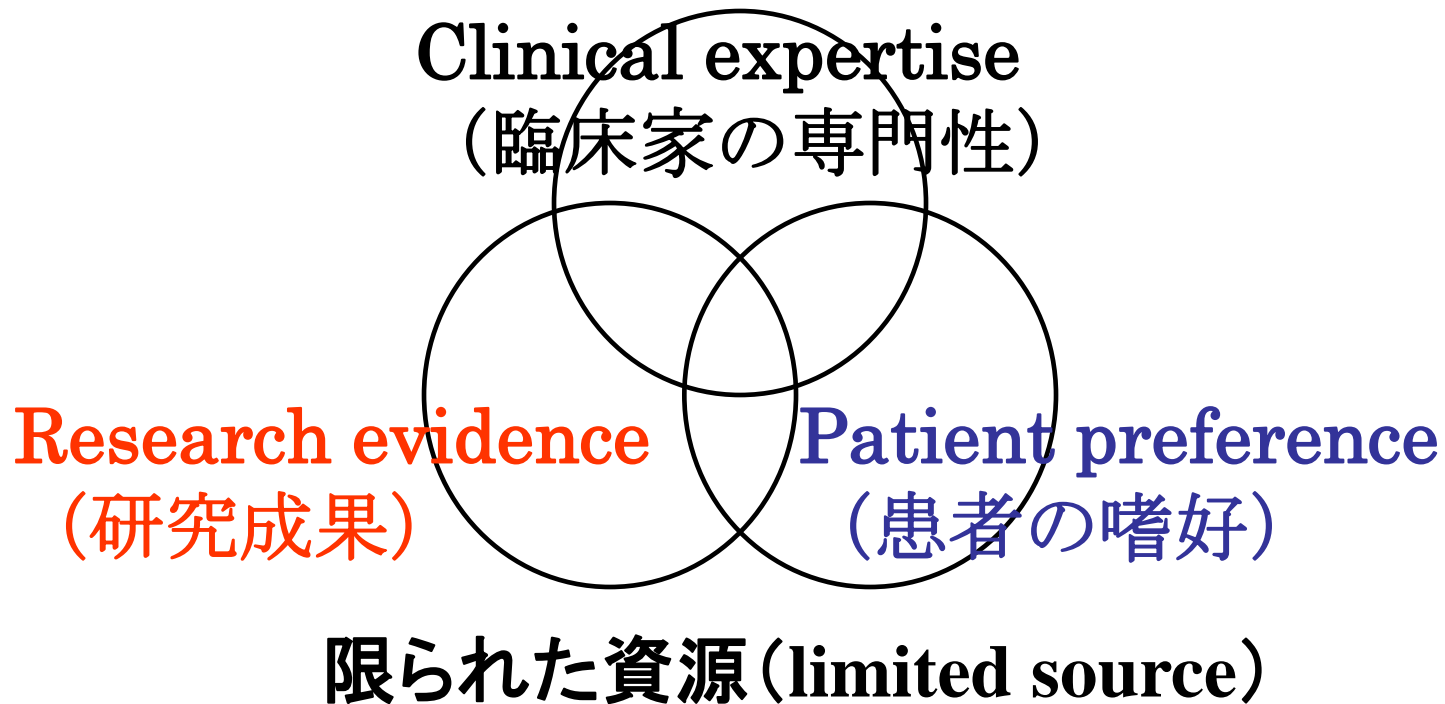 Clinical expertise
（臨床家の専門性）
Research evidence
（研究成果）
Patient preference
（患者の嗜好）
限られた資源（limited source）